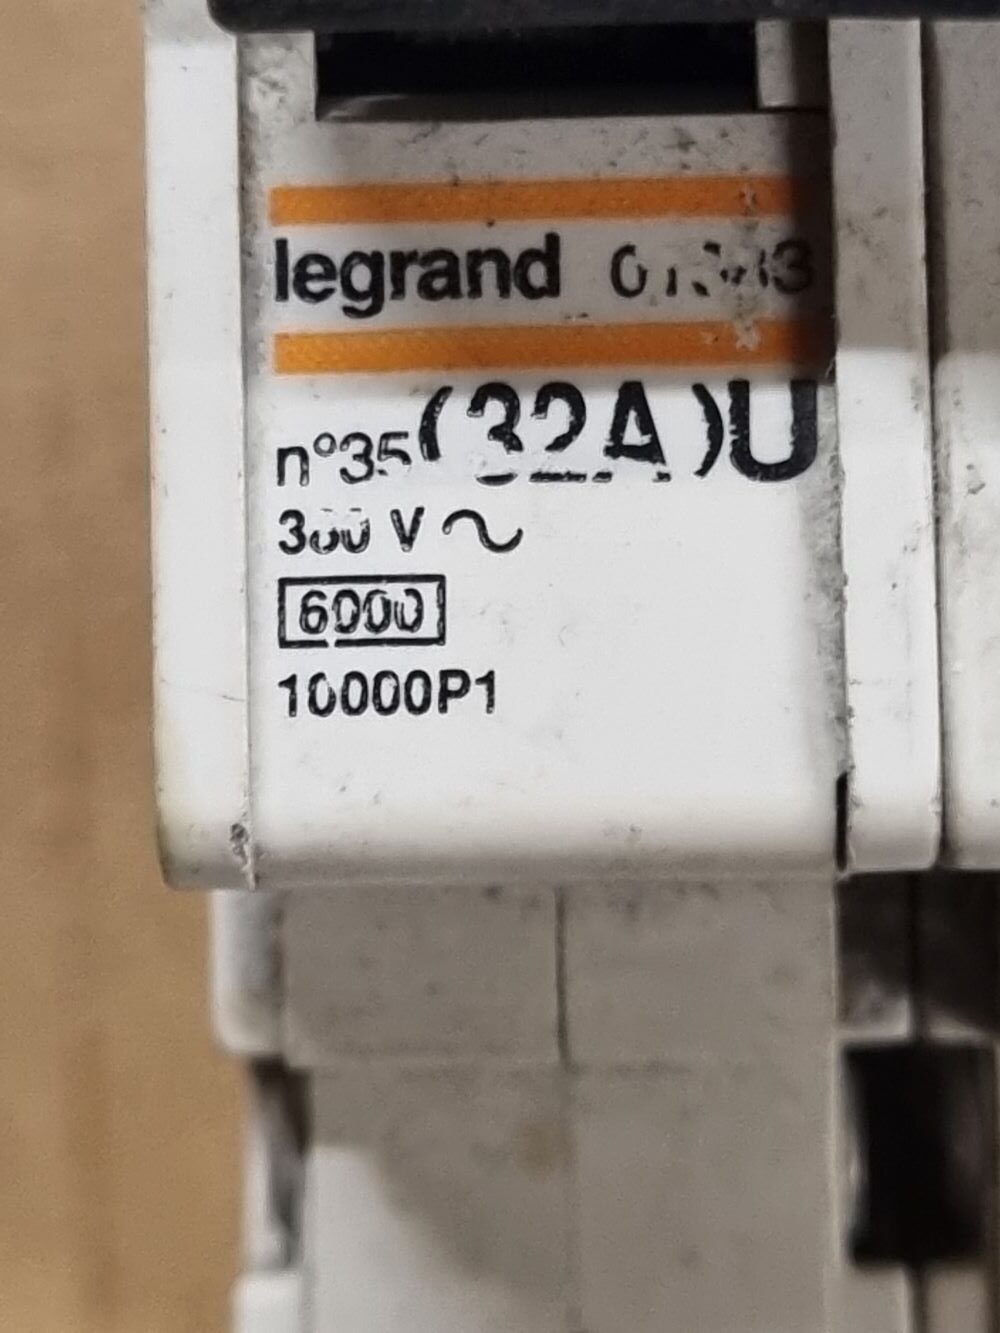 legrand
n°35 (32A)U
V ~
6000
10000P1